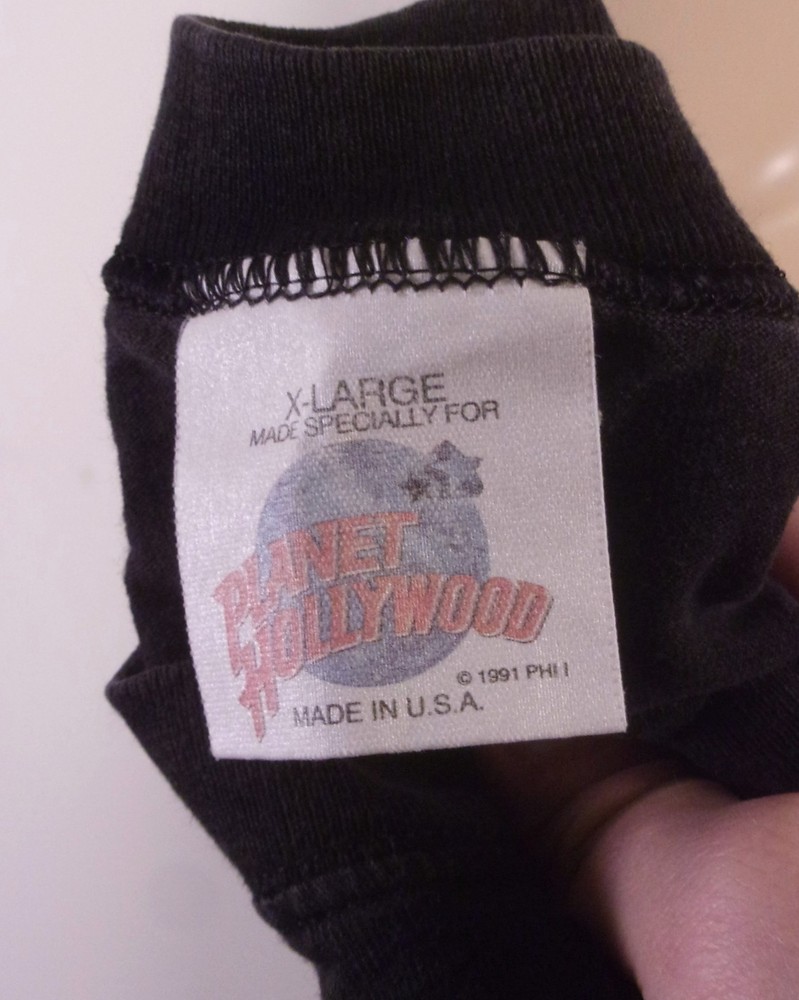 X-LARGE
MADE SPECIALLY FOR
PLANET
HOLLYWOOD
© 1991 PHI I
MADE IN U.S.A.